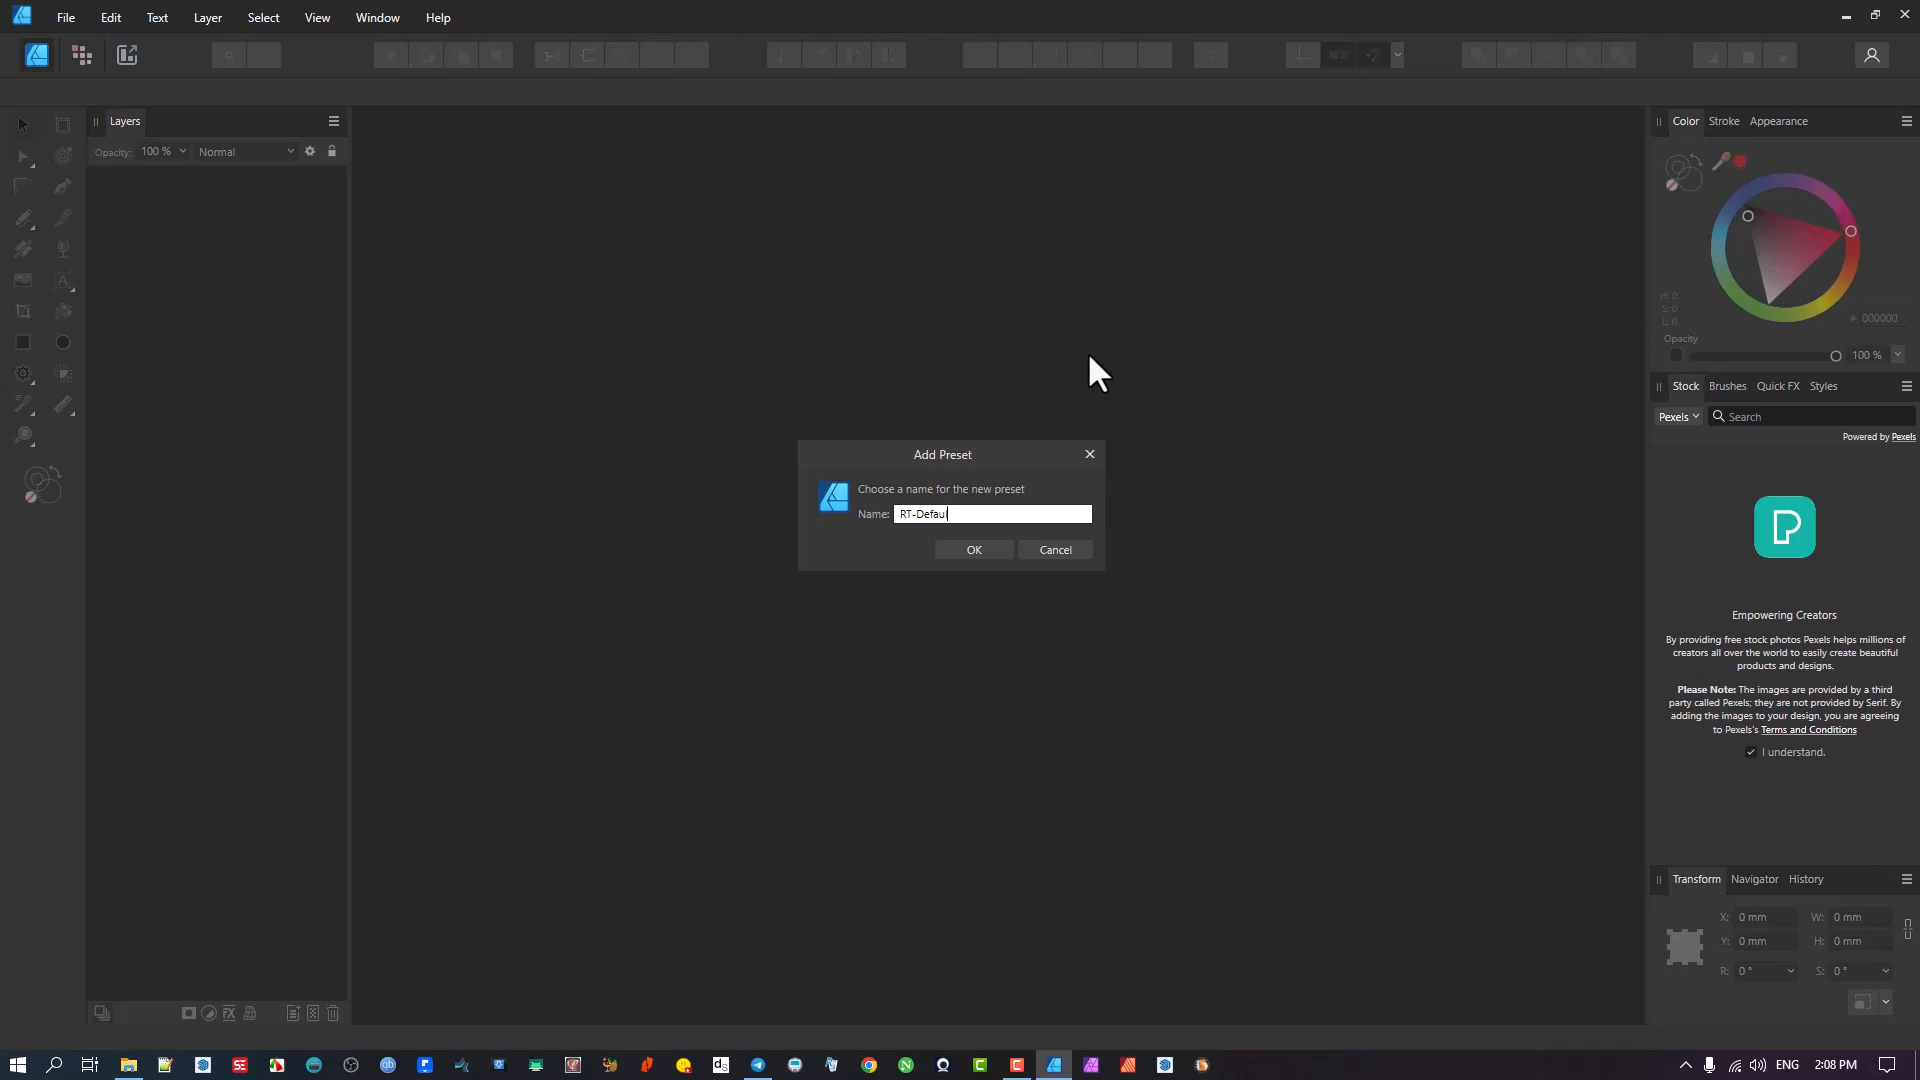 File Edit Text Layer Select View Window Help
Layers
Opacity: 100 % Normal
Color Stroke Appearance
H: 0
S: 0
L: 0
#: 000000
Opacity
100 %
Stock Brushes Quick FX Styles
Pexels Search
Powered by Pexels
Empowering Creators
By providing free stock photos Pexels helps millions of
creators all over the world to easily create beautiful
products and designs.
Please Note: The images are provided by a third
party called Pexels; they are not provided by Serif. By
adding the images to your design, you are agreeing
to Pexels's Terms and Conditions
I understand.
Transform Navigator History
X: 0 mm W: 0 mm
Y: 0 mm H: 0 mm
R: 0 ° S: 0 °
Add Preset
Choose a name for the new preset
Name: RT-Defaul
OK Cancel
FX
ENG 2:08 PM